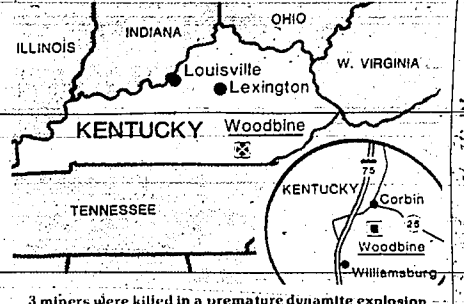 OHIO
INDIANA
ILLINOIS
W. VIRGINIA
Louisville
Lexington
KENTUCKY Woodbine
75
KENTUCKY
Corbin
25
TENNESSEE
Woodbine
Williamsburg
3 miners were killed in a premature dynamite explosion